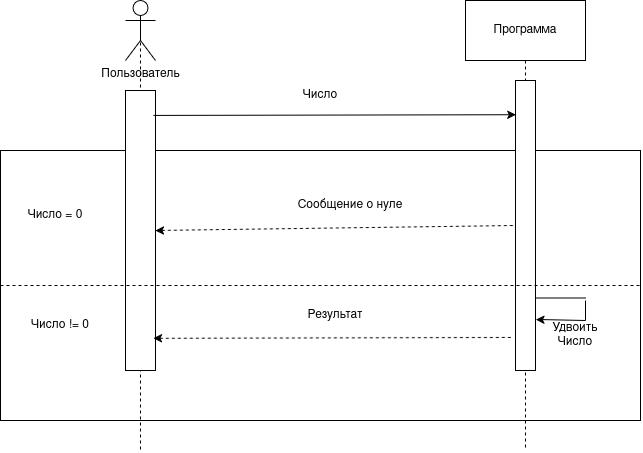 Пользователь
Программа
Число
Число = 0
Сообщение о нуле
Число != 0
Результат
Удвоить
Число